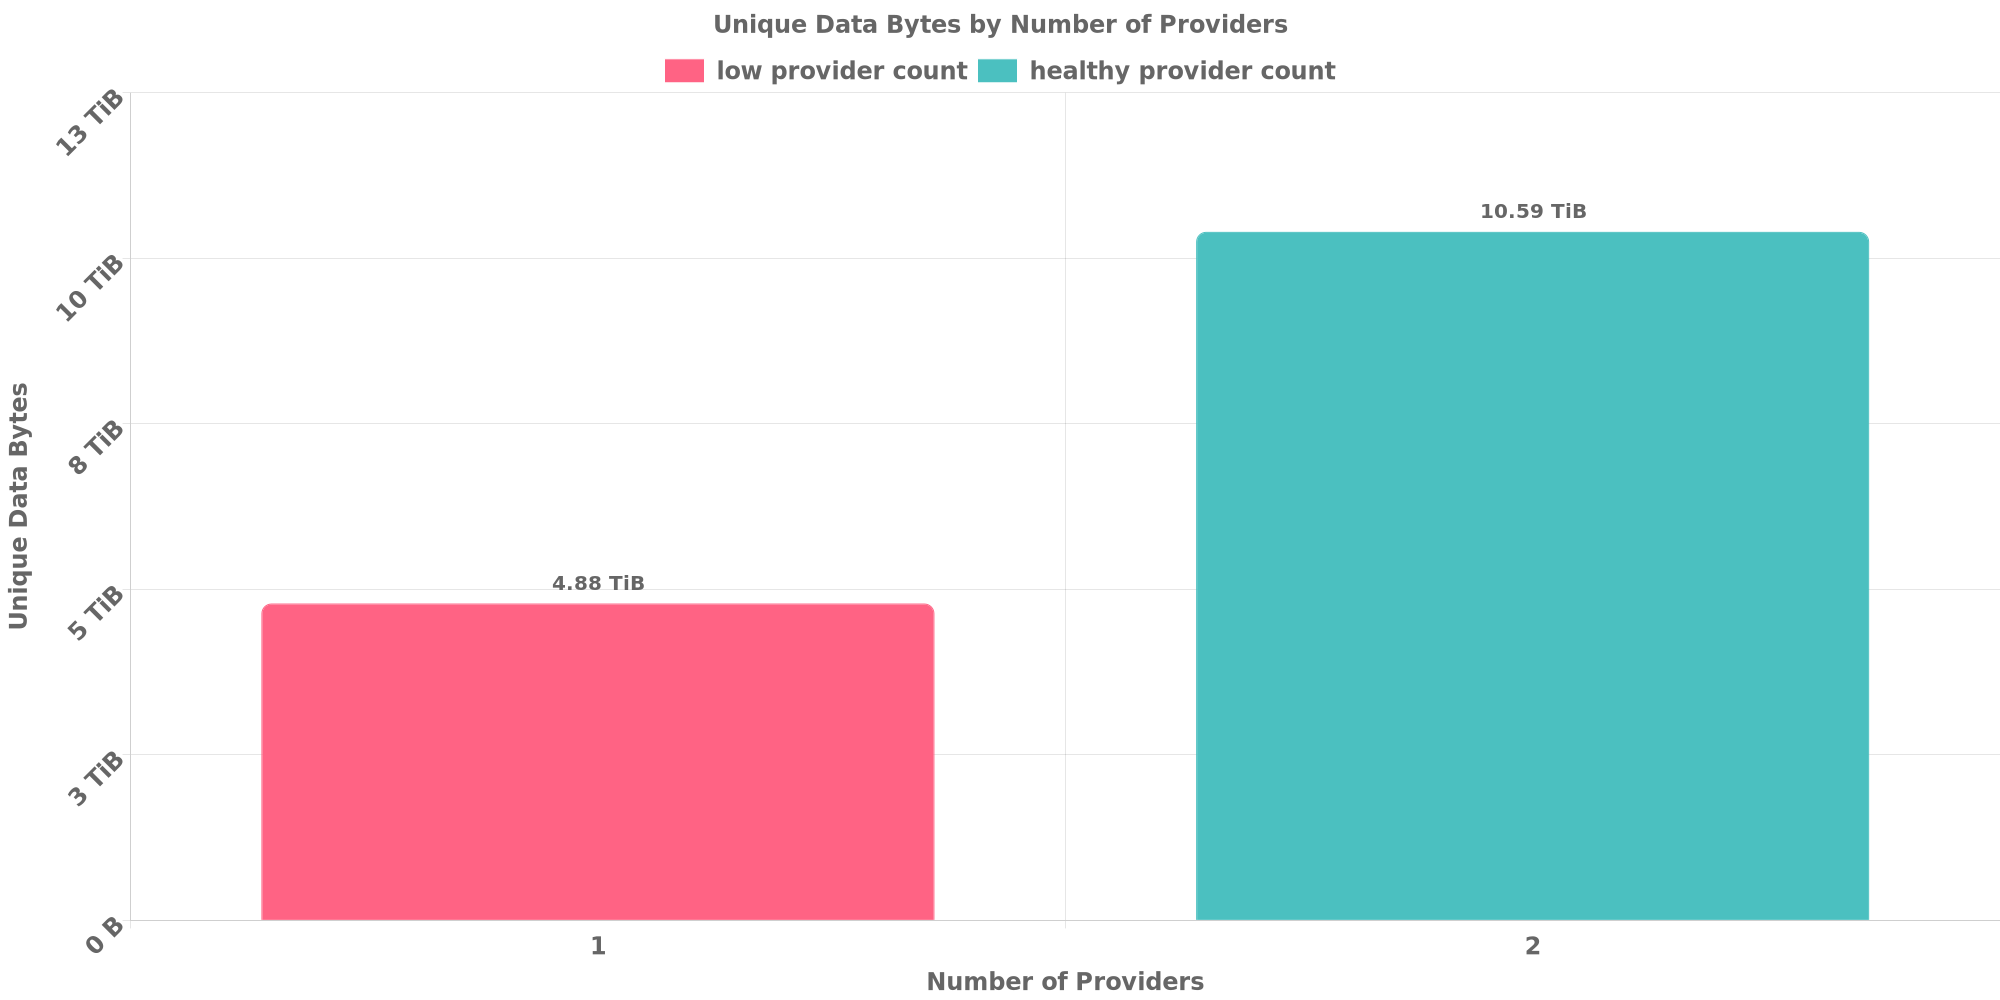 Unique Data Bytes by Number of Providers
low provider count healthy provider count
13 TiB
10 TiB
8 TiB
5 TiB
3 TiB
0 B
Unique Data Bytes
4.88 TiB
10.59 TiB
1 2
Number of Providers